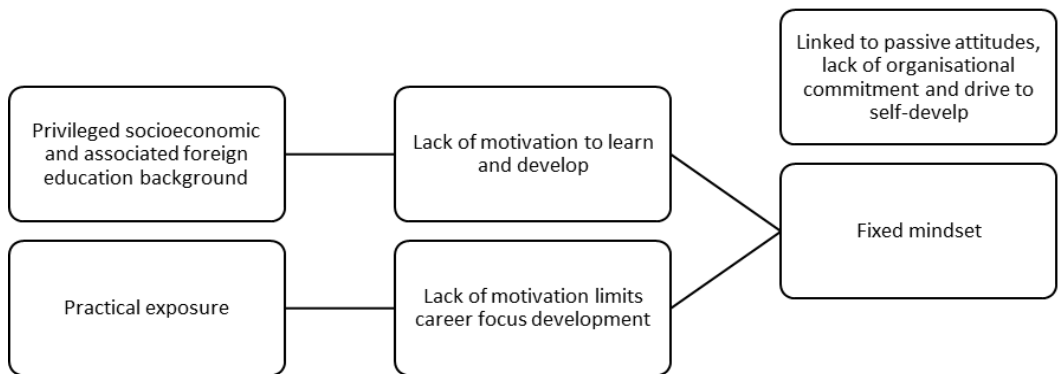 Privileged socioeconomic
and associated foreign
education background
Practical exposure
Lack of motivation to learn
and develop
Lack of motivation limits
career focus development
Linked to passive attitudes,
lack of organisational
commitment and drive to
self-develp
Fixed mindset